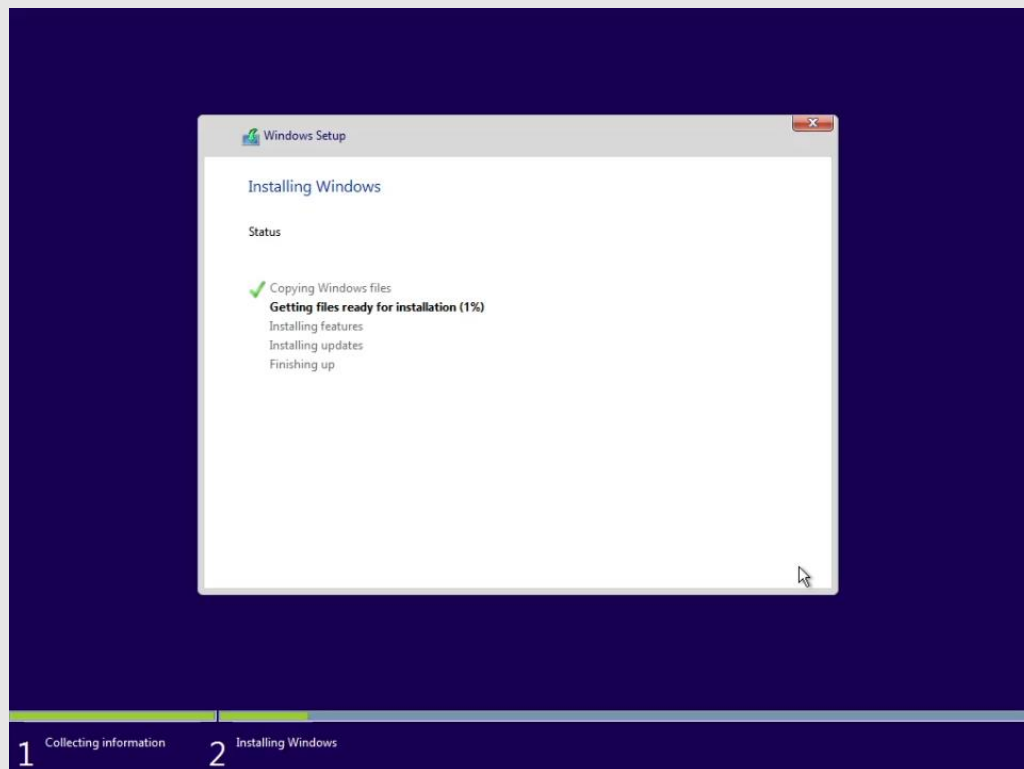 Windows Setup
Installing Windows
Status
Copying Windows files
Getting files ready for installation (1%)
Installing features
Installing updates
Finishing up
1 Collecting information
2 Installing Windows